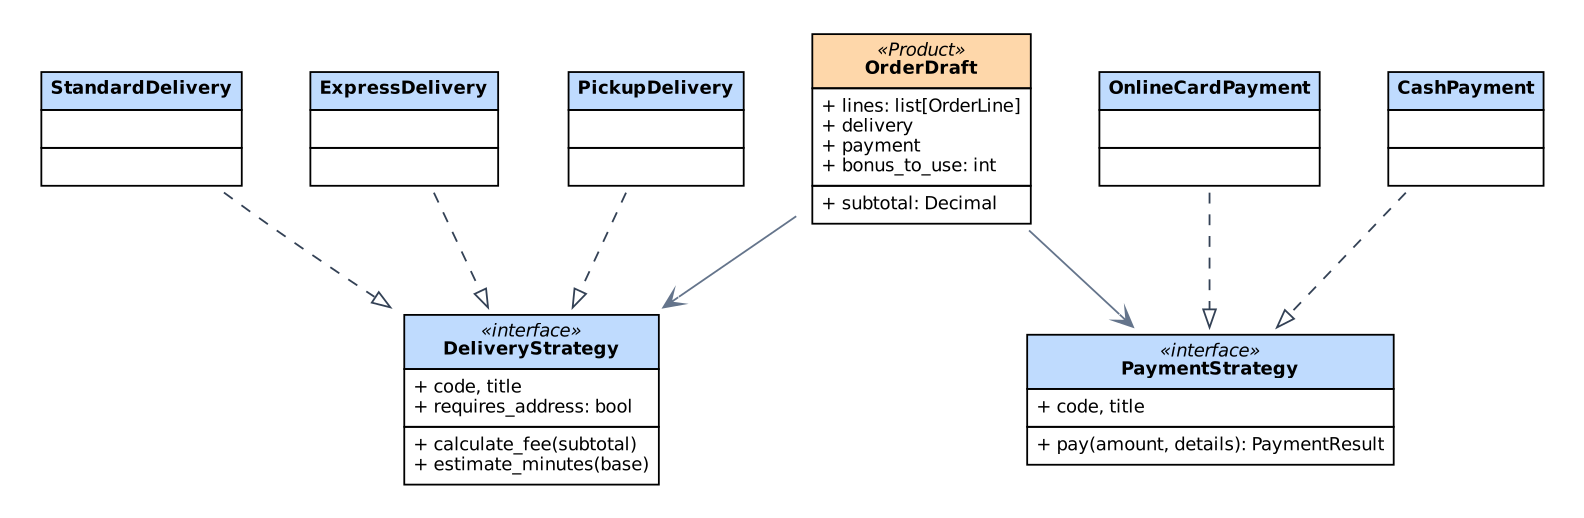 StandardDelivery
ExpressDelivery
PickupDelivery
«Product»
OrderDraft
+ lines: list[OrderLine]
+ delivery
+ payment
+ bonus_to_use: int
+ subtotal: Decimal
OnlineCardPayment
CashPayment
«interface»
DeliveryStrategy
+ code, title
+ requires_address: bool
+ calculate_fee(subtotal)
+ estimate_minutes(base)
«interface»
PaymentStrategy
+ code, title
+ pay(amount, details): PaymentResult